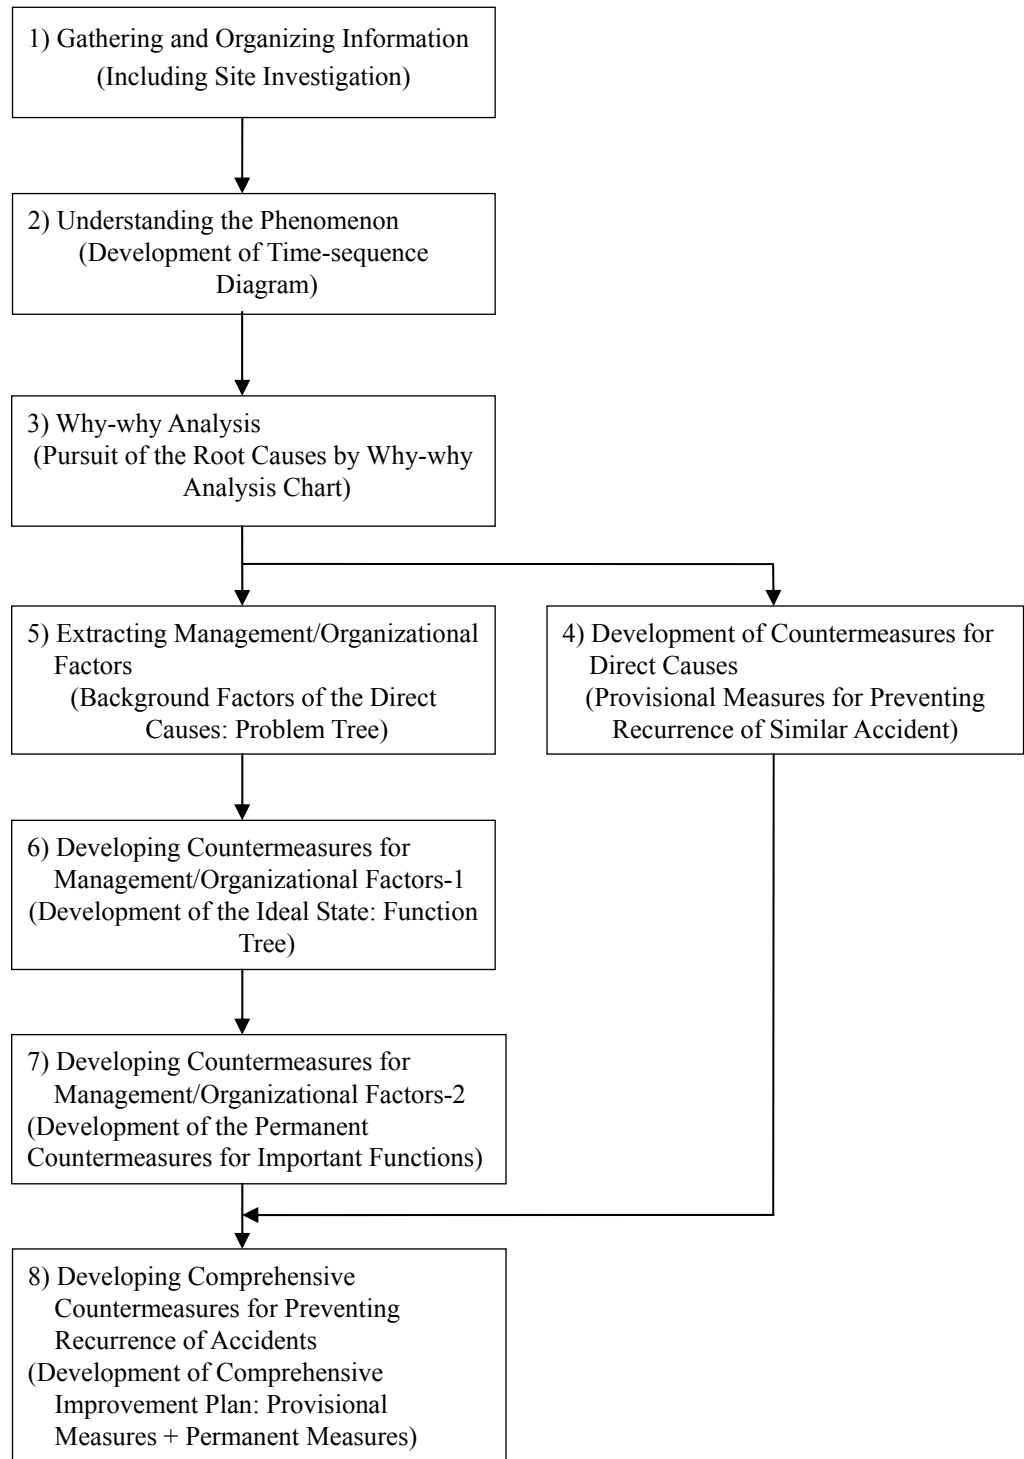 1) Gathering and Organizing Information
(Including Site Investigation)
2) Understanding the Phenomenon
(Development of Time-sequence
Diagram)
3) Why-why Analysis
(Pursuit of the Root Causes by Why-why
Analysis Chart)
5) Extracting Management/Organizational
Factors
(Background Factors of the Direct
Causes: Problem Tree)
4) Development of Countermeasures for
Direct Causes
(Provisional Measures for Preventing
Recurrence of Similar Accident)
6) Developing Countermeasures for
Management/Organizational Factors-1
(Development of the Ideal State: Function
Tree)
7) Developing Countermeasures for
Management/Organizational Factors-2
(Development of the Permanent
Countermeasures for Important Functions)
8) Developing Comprehensive
Countermeasures for Preventing
Recurrence of Accidents
(Development of Comprehensive
Improvement Plan: Provisional
Measures + Permanent Measures)